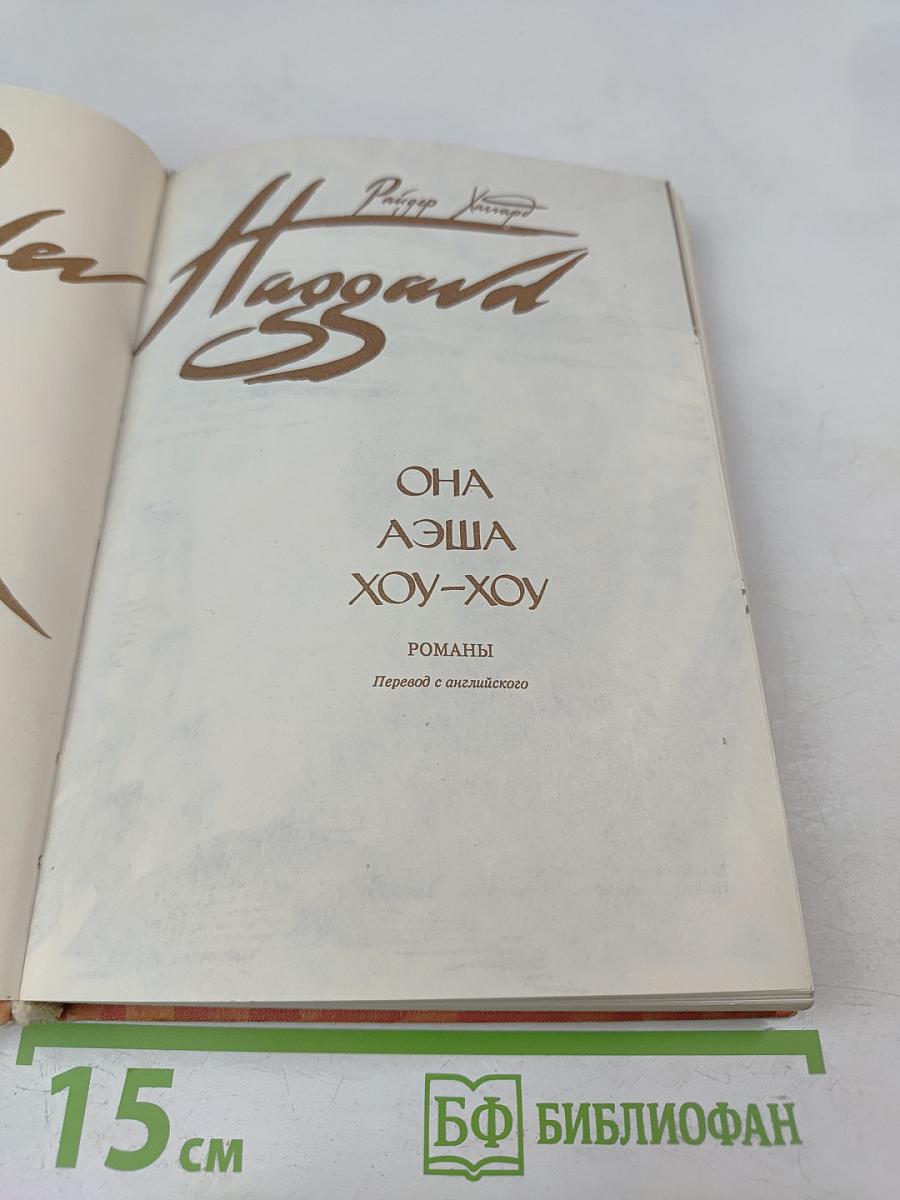 Райдер Хаггард
Haggard
ОНА
АЭША
ХОУ-ХОУ
РОМАНЫ
Перевод с английского
15 см
БФ БИБЛИОФАН